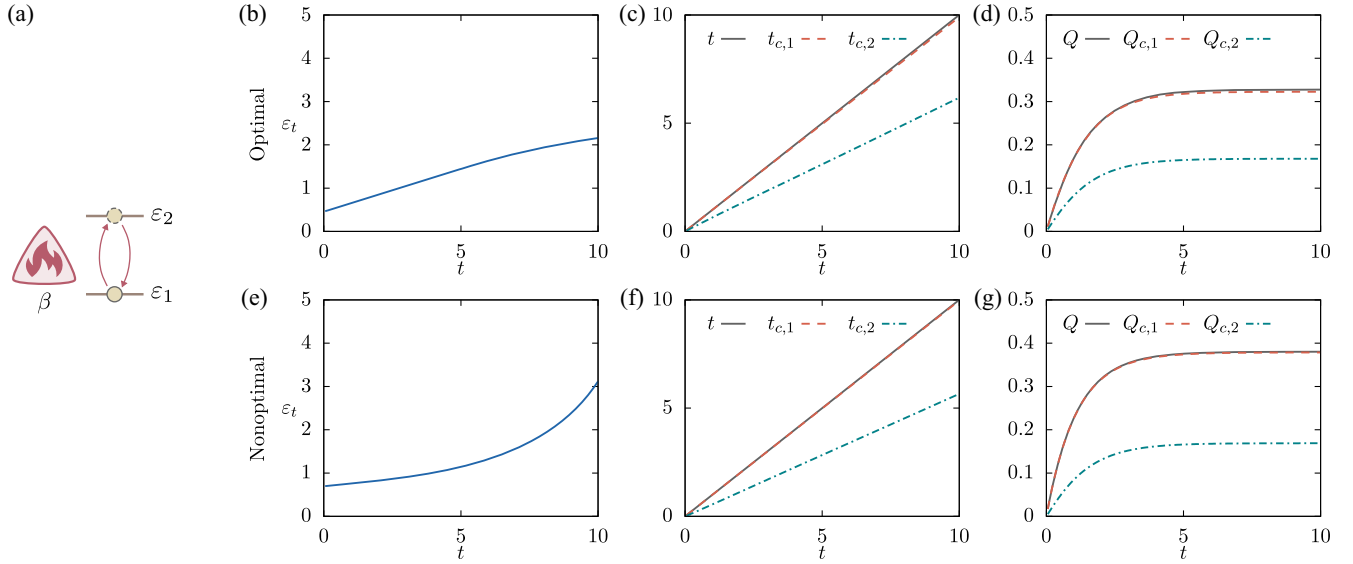 (a)
β
ε₂
ε₁
(b)
Optimal
5
4
3
εₜ
2
1
0
0 5 10
t
(c)
10
5
0
t t_{c,1} t_{c,2}
0 5 10
t
(d)
0.5
0.4
0.3
0.2
0.1
0
Q Q_{c,1} Q_{c,2}
0 5 10
t
(e)
Nonoptimal
5
4
3
εₜ
2
1
0
0 5 10
t
(f)
10
5
0
t t_{c,1} t_{c,2}
0 5 10
t
(g)
0.5
0.4
0.3
0.2
0.1
0
Q Q_{c,1} Q_{c,2}
0 5 10
t